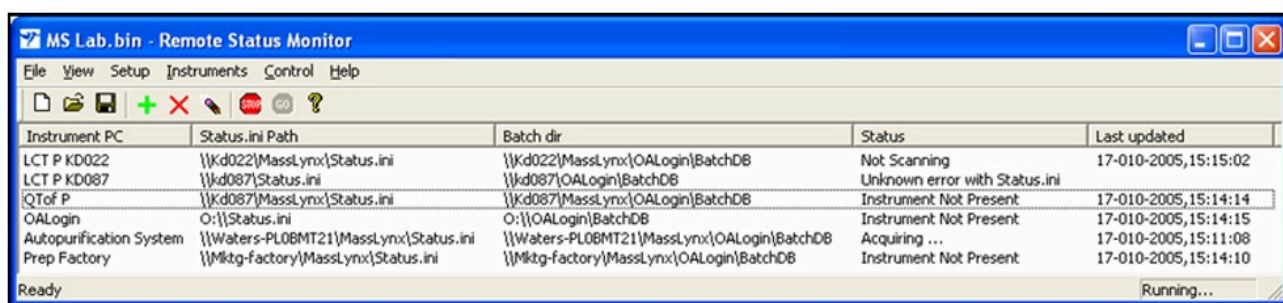 MS Lab.bin - Remote Status Monitor
File View Setup Instruments Control Help
STOP GO ?
Instrument PC Status.ini Path Batch dir Status Last updated
LCT P KD022 \\Kd022\MassLynx\Status.ini \\Kd022\MassLynx\OALogin\BatchDB Not Scanning 17-010-2005,15:15:02
LCT P KD087 \\kd087\Status.ini \\kd087\OALogin\BatchDB Unknown error with Status.ini
QTof P \\Kd087\MassLynx\Status.ini \\Kd087\MassLynx\OALogin\BatchDB Instrument Not Present 17-010-2005,15:14:14
OALogin O:\\Status.ini O:\\OALogin\BatchDB Instrument Not Present 17-010-2005,15:14:15
Autopurification System \\Waters-PL0BMT21\MassLynx\Status.ini \\Waters-PL0BMT21\MassLynx\OALogin\BatchDB Acquiring ... 17-010-2005,15:11:08
Prep Factory \\Mktg-factory\MassLynx\Status.ini \\Mktg-factory\MassLynx\OALogin\BatchDB Instrument Not Present 17-010-2005,15:14:10
Ready Running...